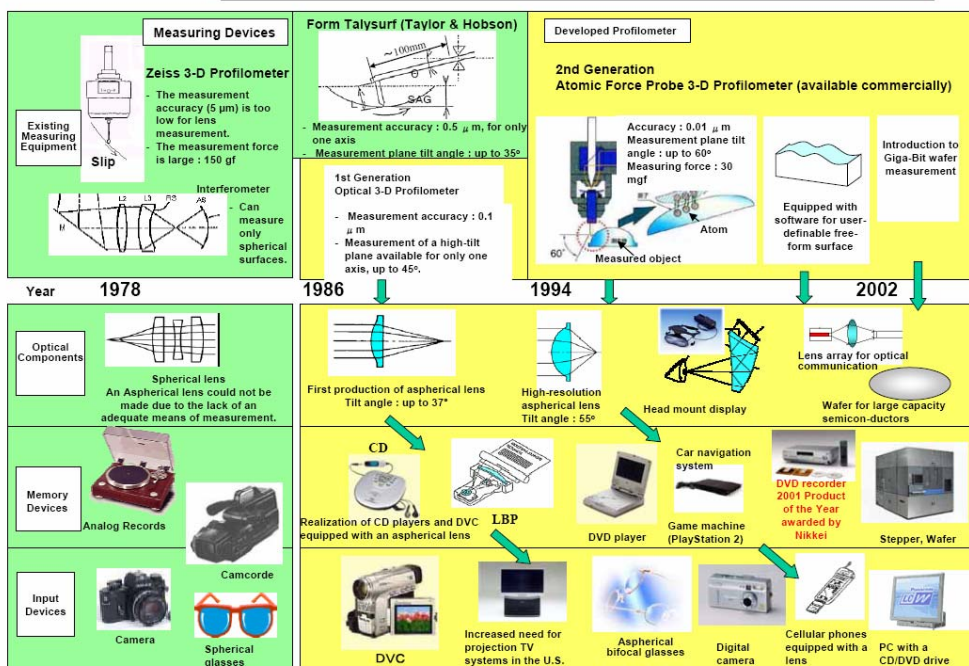 Measuring Devices
Zeiss 3-D Profilometer
- The measurement
accuracy (5 μm) is too
low for lens
measurement.
- The measurement force
is large : 150 gf
Existing
Measuring
Equipment
Slip
Interferometer
L2
L3
RS
AS
M
- Can
measure
only
spherical
surfaces.
Form Talysurf (Taylor & Hobson)
~100mm
θ
L
SAG
- Measurement accuracy : 0.5 μ m, for only
one axis
- Measurement plane tilt angle : up to 35º
1st Generation
Optical 3-D Profilometer
- Measurement accuracy : 0.1
μ m
- Measurement of a high-tilt
plane available for only one
axis, up to 45º.
Developed Profilometer
2nd Generation
Atomic Force Probe 3-D Profilometer (available commercially)
Accuracy : 0.01 μ m
Measurement plane tilt
angle : up to 60º
Measuring force : 30
mgf
Atom
60˚
Measured object
Equipped with
software for user-
definable free-
form surface
Introduction to
Giga-Bit wafer
measurement
Year
1978
1986
1994
2002
Optical
Components
Spherical lens
An Aspherical lens could not be
made due to the lack of an
adequate means of measurement.
First production of aspherical lens
Tilt angle : up to 37°
High-resolution
aspherical lens
Tilt angle : 55º
Head mount display
Lens array for optical
communication
Wafer for large capacity
semicon-ductors
Memory
Devices
Analog Records
Camcorde
CD
LBP
Realization of CD players and DVC
equipped with an aspherical lens
DVD player
Car navigation
system
Game machine
(PlayStation 2)
DVD recorder
2001 Product
of the Year
awarded by
Nikkei
Stepper, Wafer
Input
Devices
Camera
Spherical
glasses
DVC
Increased need for
projection TV
systems in the U.S.
Aspherical
bifocal glasses
Digital
camera
Cellular phones
equipped with a
lens
PC with a
CD/DVD drive